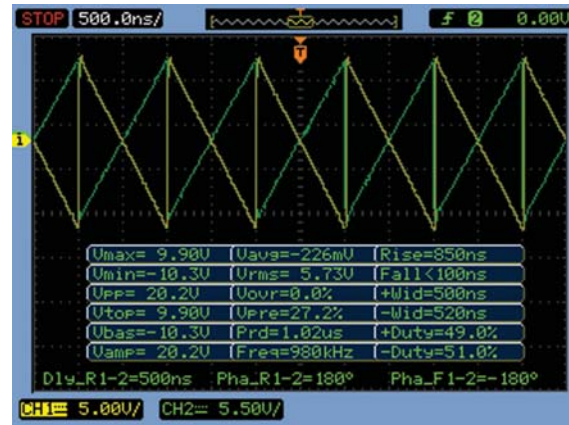 STOP 500.0ns/ T 2 0.00V
T
1
Vmax= 9.90V Vavg=-226mV Rise=850ns
Vmin=-10.3V Vrms= 5.73V Fall<100ns
Vpp= 20.2V Vovr=0.0% +Wid=500ns
Vtop= 9.90V Vpre=27.2% -Wid=520ns
Vbas=-10.3V Prd=1.02us +Duty=49.0%
Vamp= 20.2V Freq=980kHz -Duty=51.0%
Dly_R1-2=500ns Pha_R1-2=180° Pha_F1-2=-180°
CH1 5.00V/ CH2 5.50V/